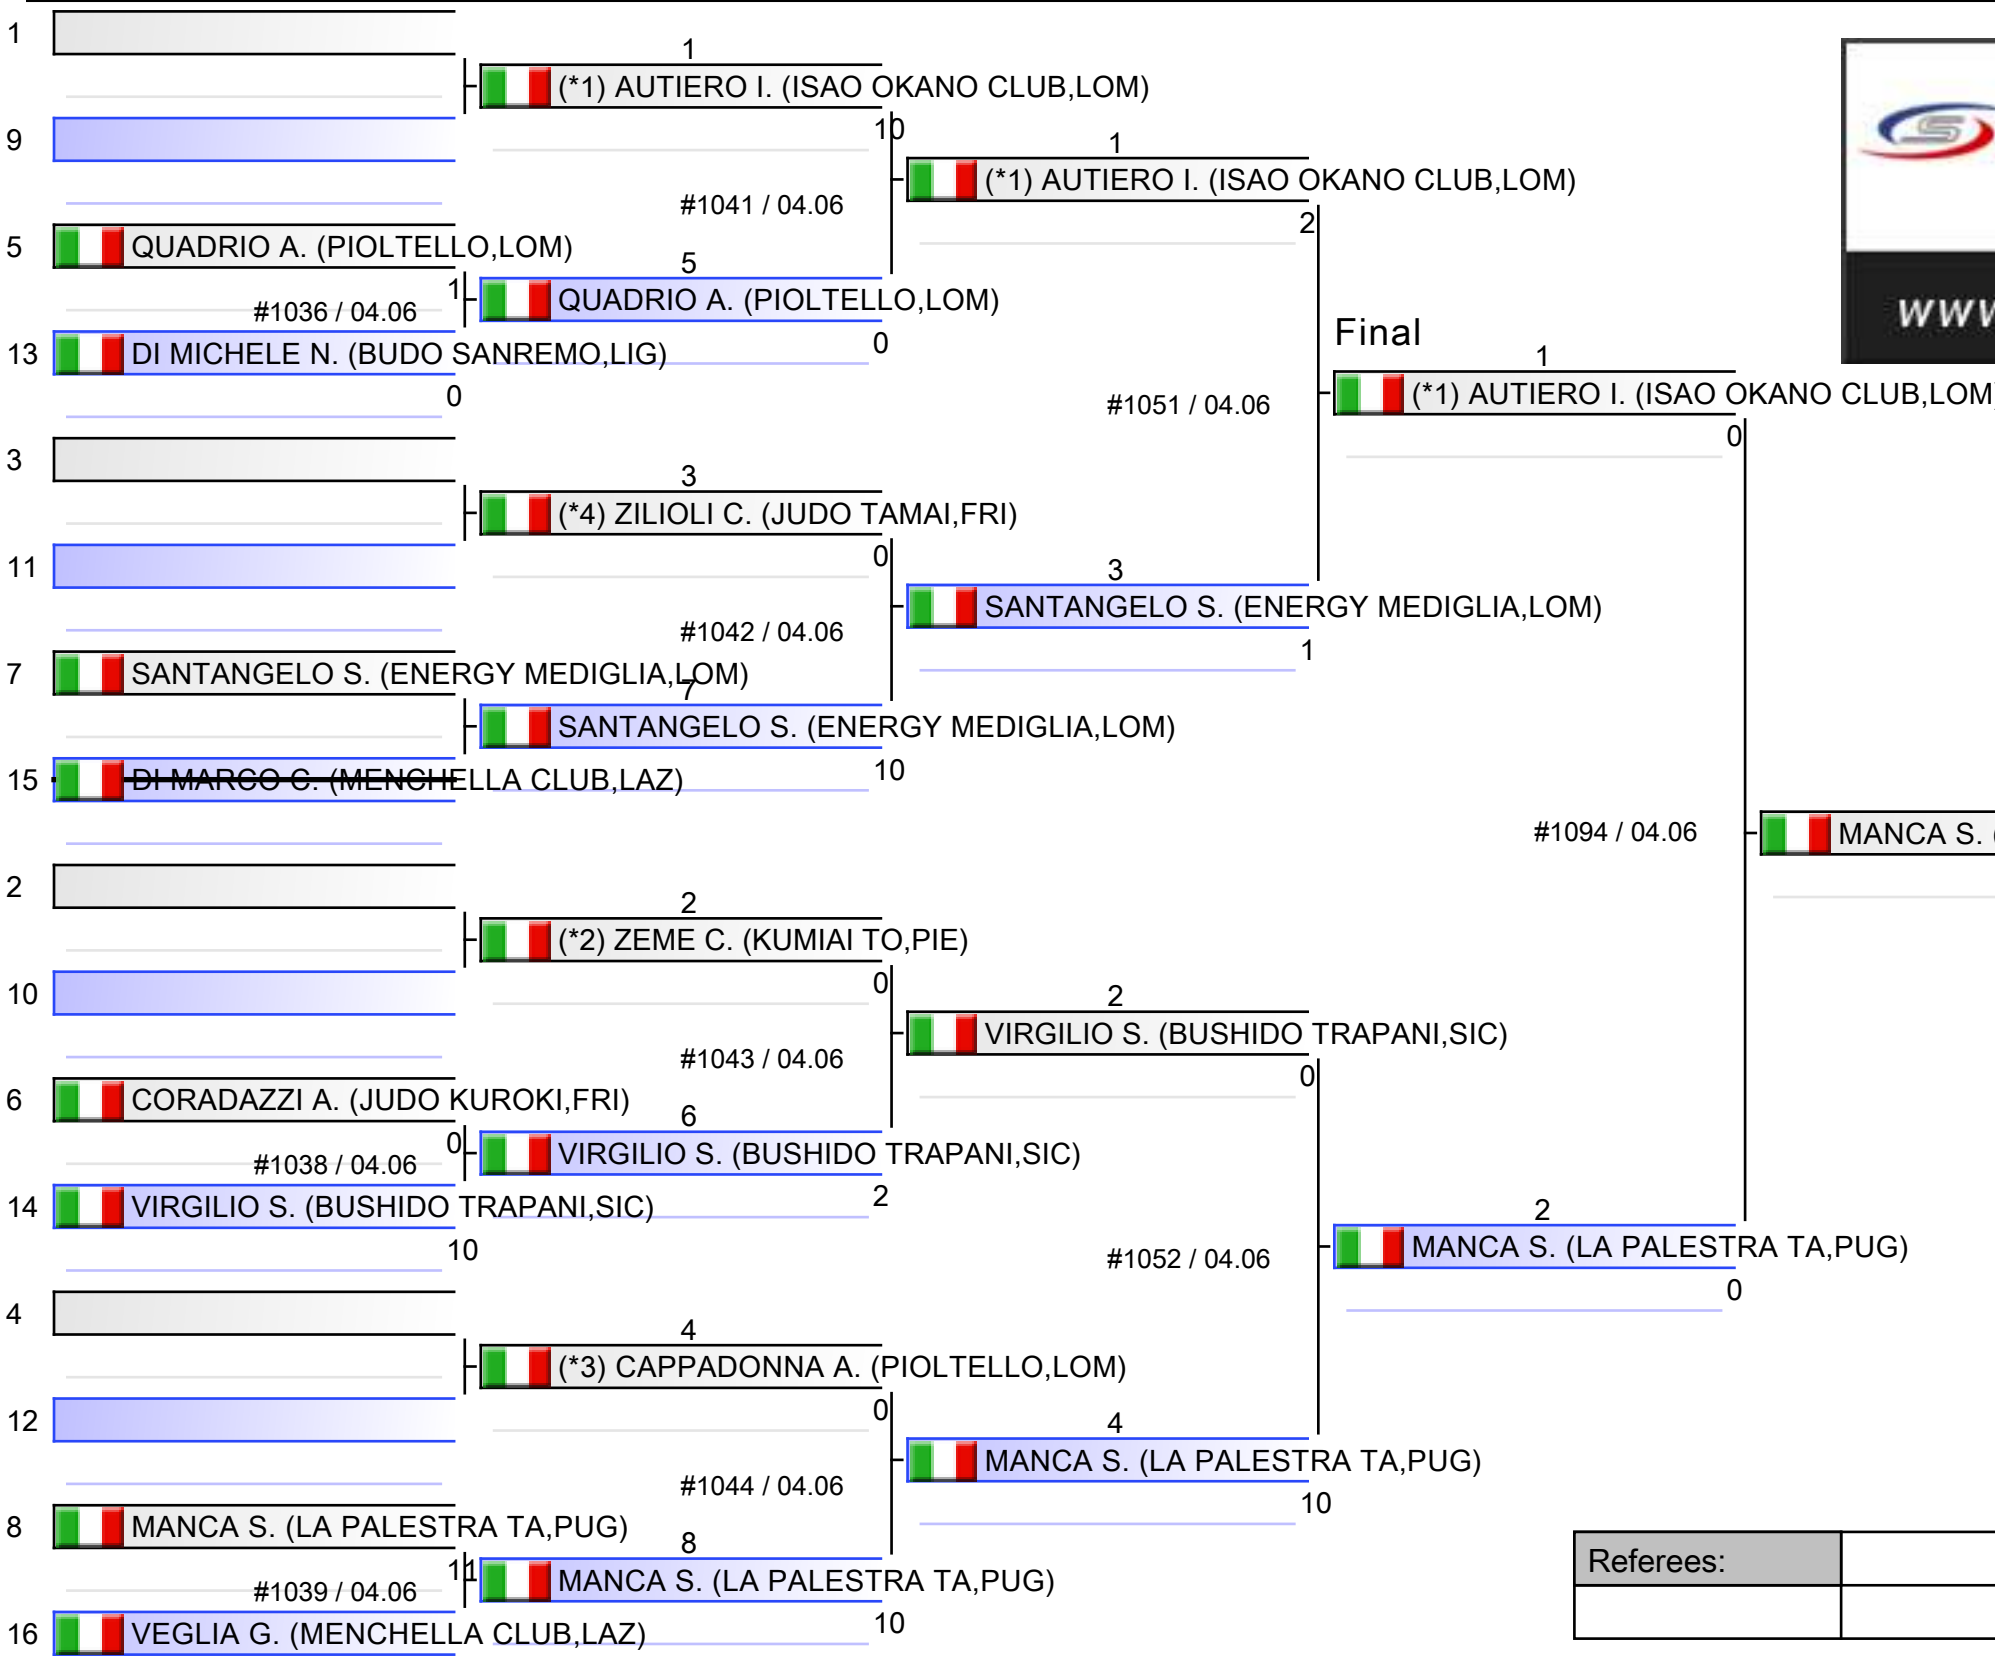 1
1
(*1) AUTIERO I. (ISAO OKANO CLUB,LOM)
10
9
1
(*1) AUTIERO I. (ISAO OKANO CLUB,LOM)
#1041 / 04.06
2
5
QUADRIO A. (PIOLTELLO,LOM)
5
1
QUADRIO A. (PIOLTELLO,LOM)
#1036 / 04.06
WWW
Final
0
13
DI MICHELE N. (BUDO SANREMO,LIG)
1
0
#1051 / 04.06
(*1) AUTIERO I. (ISAO OKANO CLUB,LOM)
0
3
3
(*4) ZILIOLI C. (JUDO TAMAI,FRI)
0
11
3
SANTANGELO S. (ENERGY MEDIGLIA,LOM)
#1042 / 04.06
1
7
SANTANGELO S. (ENERGY MEDIGLIA,LOM)
7
SANTANGELO S. (ENERGY MEDIGLIA,LOM)
10
15
DI MARCO C. (MENCHELLA CLUB,LAZ)
#1094 / 04.06
MANCA S. (
2
2
(*2) ZEME C. (KUMIAI TO,PIE)
0
10
2
VIRGILIO S. (BUSHIDO TRAPANI,SIC)
#1043 / 04.06
0
6
CORADAZZI A. (JUDO KUROKI,FRI)
6
0
VIRGILIO S. (BUSHIDO TRAPANI,SIC)
#1038 / 04.06
2
14
VIRGILIO S. (BUSHIDO TRAPANI,SIC)
2
10
#1052 / 04.06
MANCA S. (LA PALESTRA TA,PUG)
0
4
4
(*3) CAPPADONNA A. (PIOLTELLO,LOM)
0
12
4
MANCA S. (LA PALESTRA TA,PUG)
#1044 / 04.06
10
8
MANCA S. (LA PALESTRA TA,PUG)
8
11
MANCA S. (LA PALESTRA TA,PUG)
Referees:
#1039 / 04.06
10
16
VEGLIA G. (MENCHELLA CLUB,LAZ)